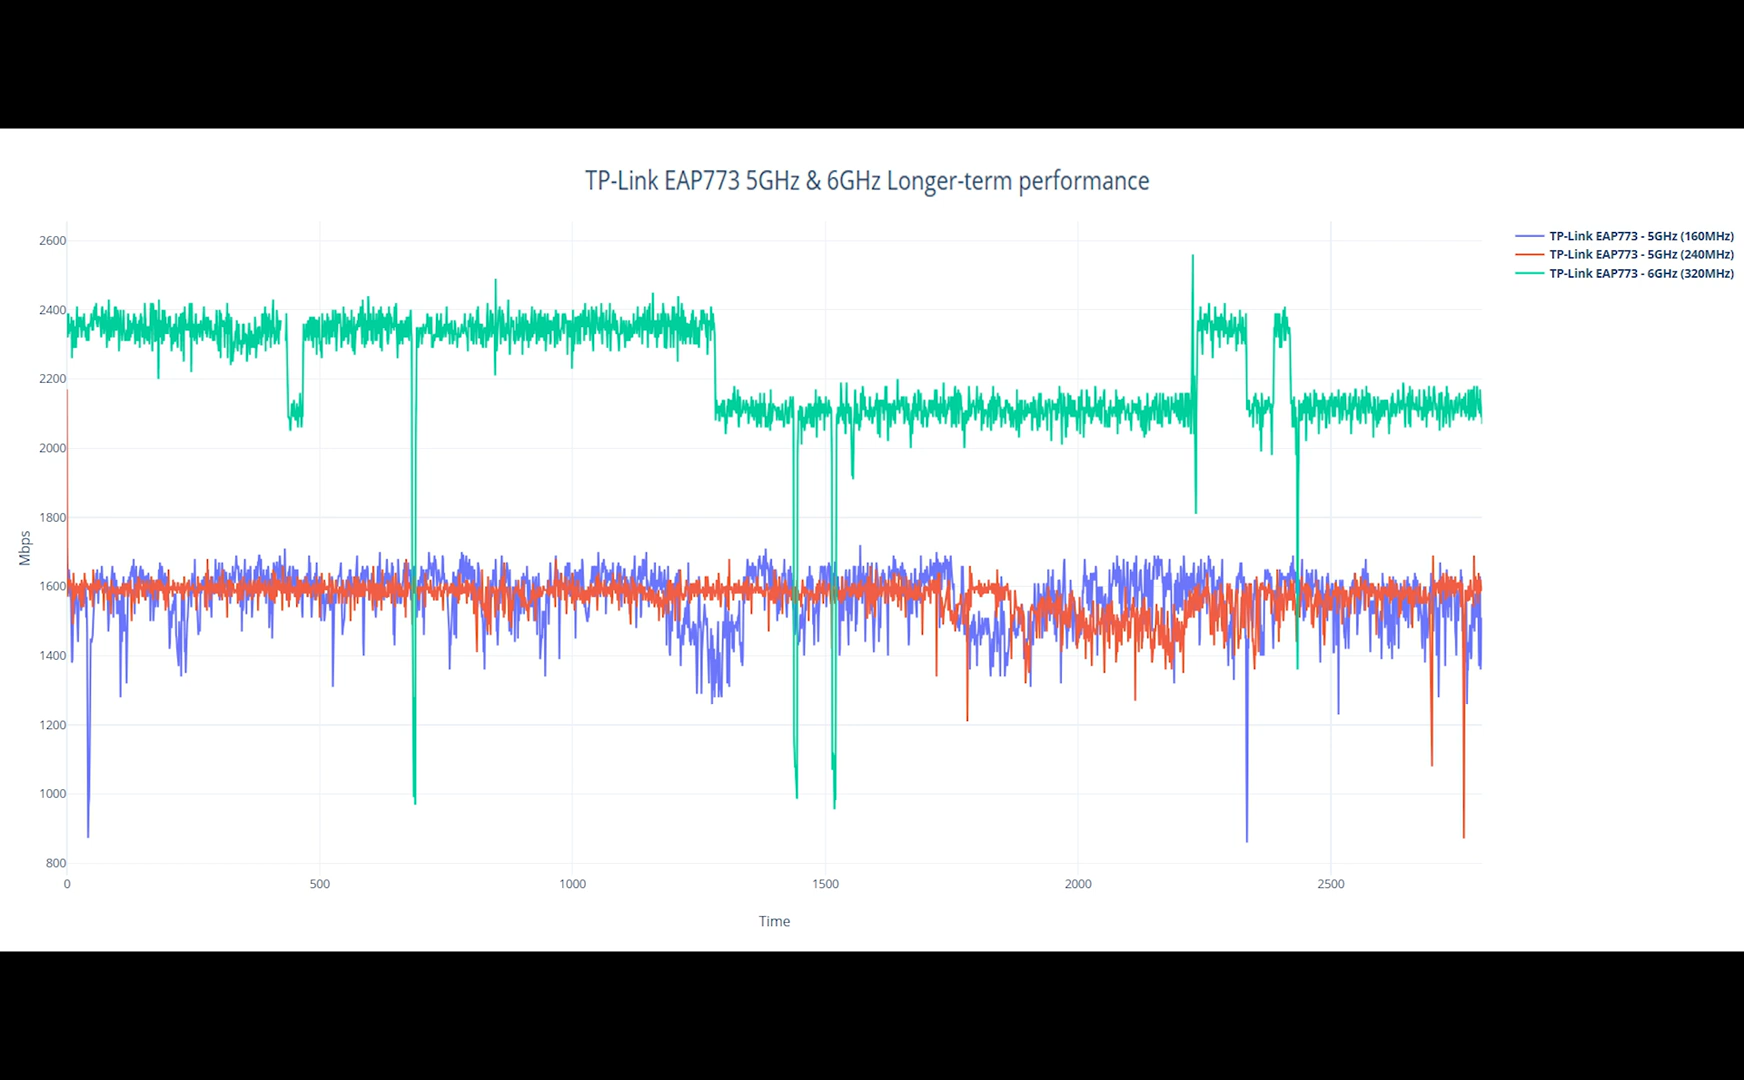 TP-Link EAP773 5GHz & 6GHz Longer-term performance
TP-Link EAP773 - 5GHz (160MHz)
TP-Link EAP773 - 5GHz (240MHz)
TP-Link EAP773 - 6GHz (320MHz)
2600
2400
2200
2000
1800
1600
1400
1200
1000
800
Mbps
0 500 1000 1500 2000 2500
Time